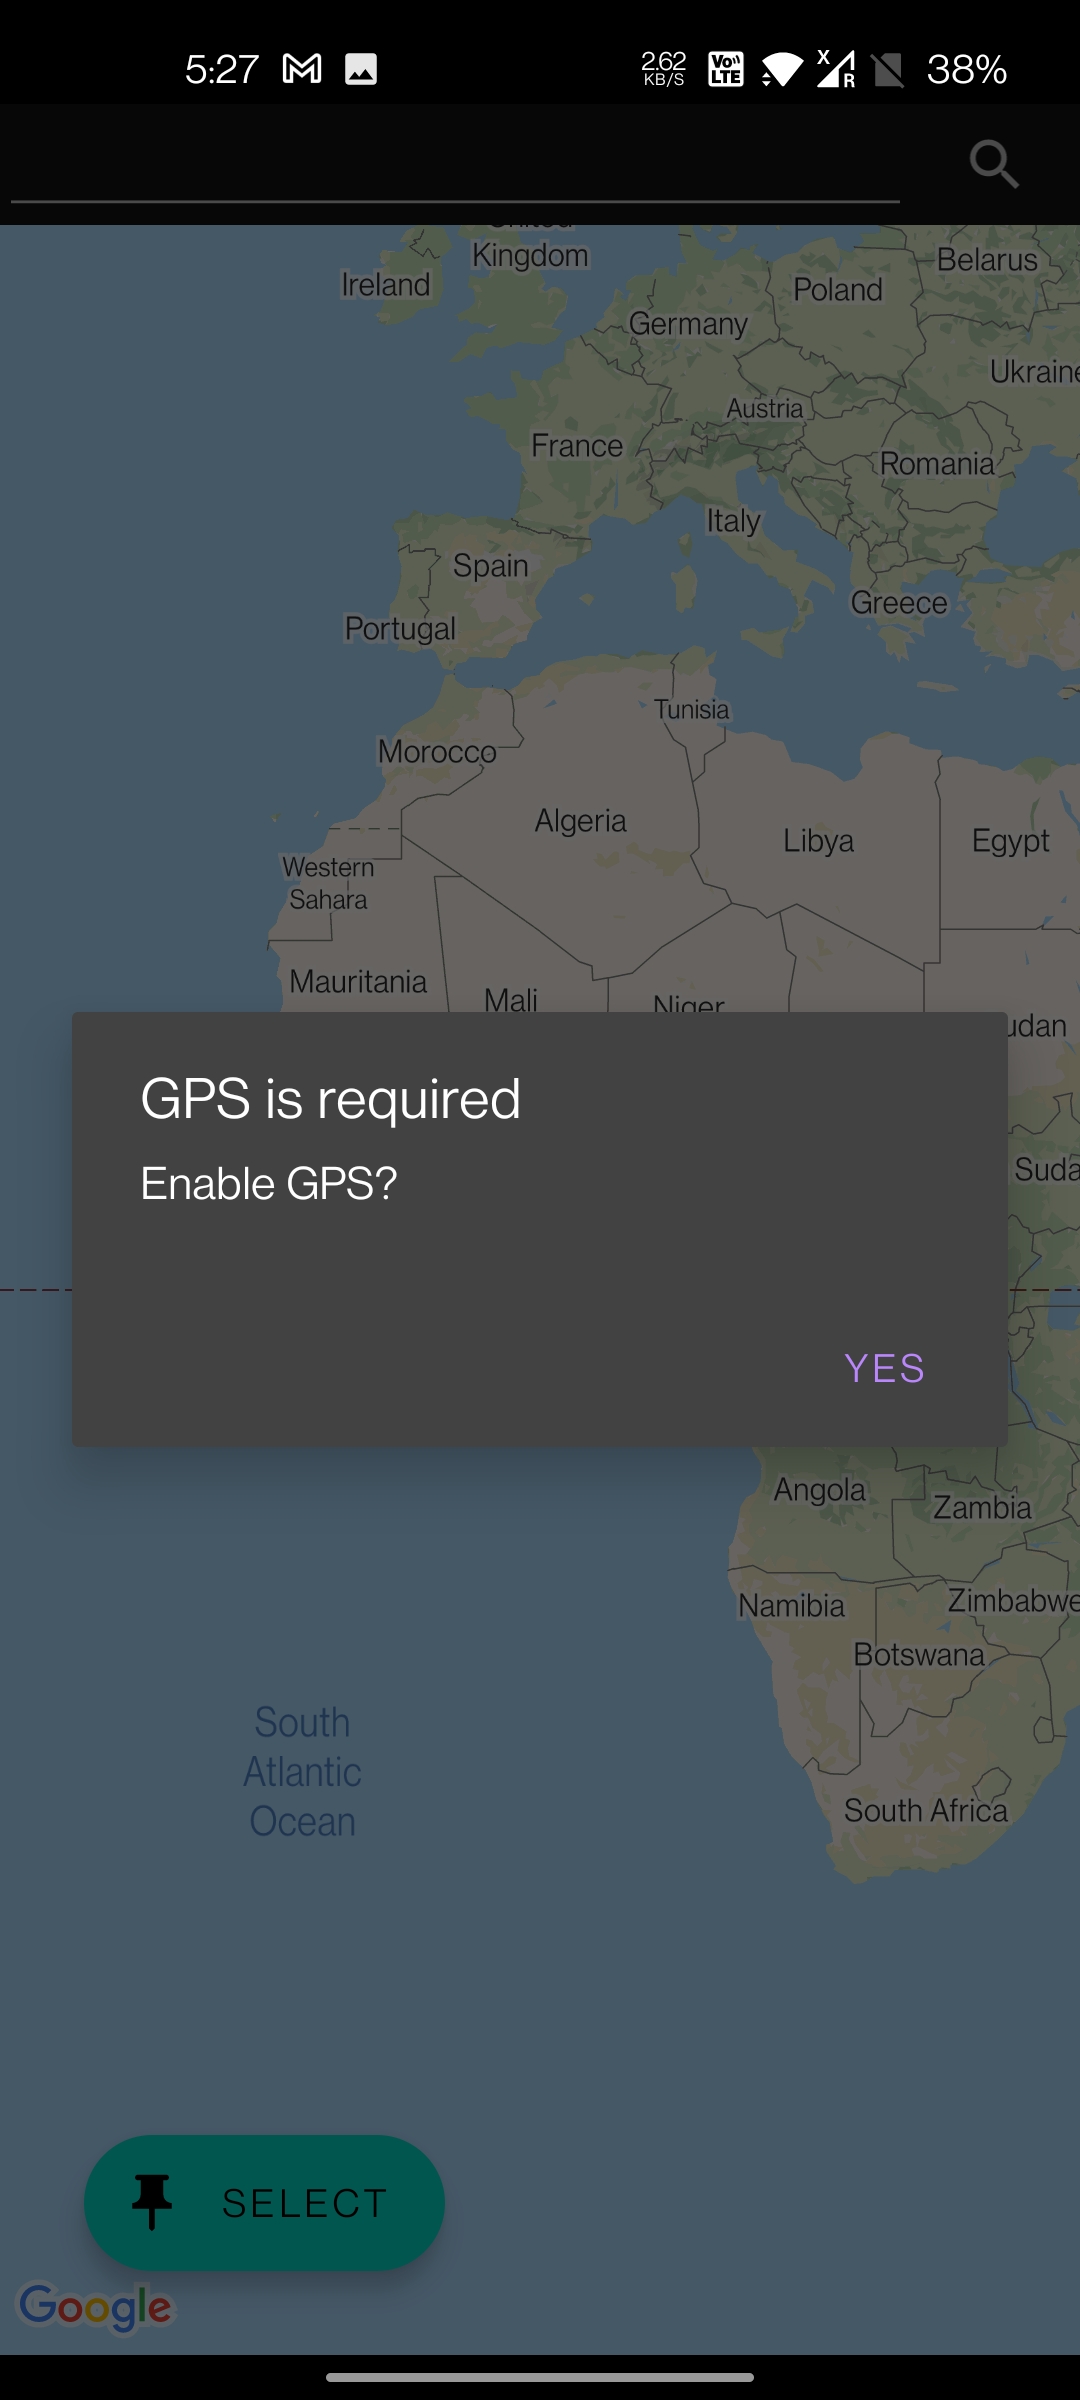 5:27
2.62
KB/S
Vo))
LTE
X
R
38%
Kingdom
Ireland
Belarus
Poland
Germany
Ukraine
Austria
France
Romania
Italy
Spain
Greece
Portugal
Tunisia
Morocco
Algeria
Libya
Egypt
Western
Sahara
Mauritania
Mali
Niger
udan
GPS is required
Enable GPS?
Suda
YES
Angola
Zambia
Namibia
Zimbabwe
Botswana
South
Atlantic
Ocean
South Africa
SELECT
Google